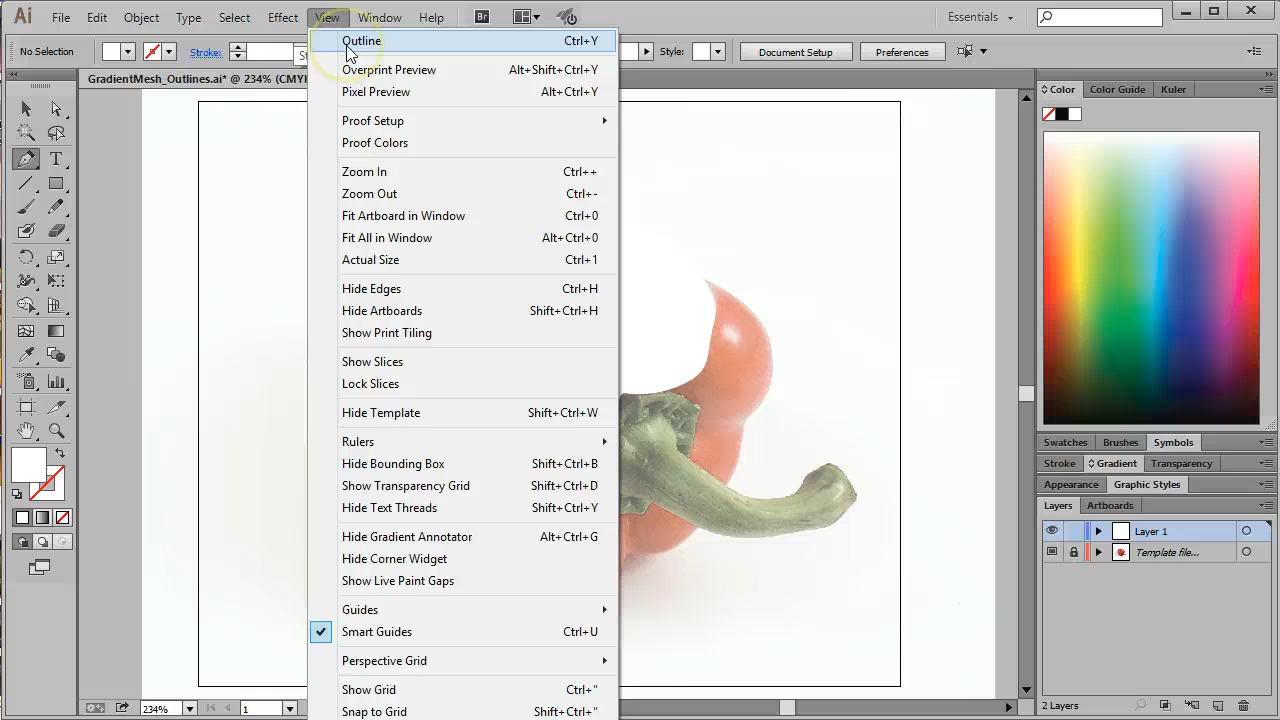 Ai File Edit Object Type Select Effect View Window Help Br Essentials
No Selection Stroke: Style: Document Setup Preferences
GradientMesh_Outlines.ai* @ 234% (CMYK
Outline Ctrl+Y
Overprint Preview Alt+Shift+Ctrl+Y
Pixel Preview Alt+Ctrl+Y
Proof Setup
Proof Colors
Zoom In Ctrl++
Zoom Out Ctrl+-
Fit Artboard in Window Ctrl+0
Fit All in Window Alt+Ctrl+0
Actual Size Ctrl+1
Hide Edges Ctrl+H
Hide Artboards Shift+Ctrl+H
Show Print Tiling
Show Slices
Lock Slices
Hide Template Shift+Ctrl+W
Rulers
Hide Bounding Box Shift+Ctrl+B
Show Transparency Grid Shift+Ctrl+D
Hide Text Threads Shift+Ctrl+Y
Hide Gradient Annotator Alt+Ctrl+G
Hide Corner Widget
Show Live Paint Gaps
Guides
Smart Guides Ctrl+U
Perspective Grid
Show Grid Ctrl+"
Snap to Grid Shift+Ctrl+"
Color Color Guide Kuler
Swatches Brushes Symbols
Stroke Gradient Transparency
Appearance Graphic Styles
Layers Artboards
Layer 1
Template file...
2 Layers
234% 1